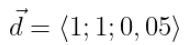 d⃗ = ⟨1; 1; 0, 05⟩